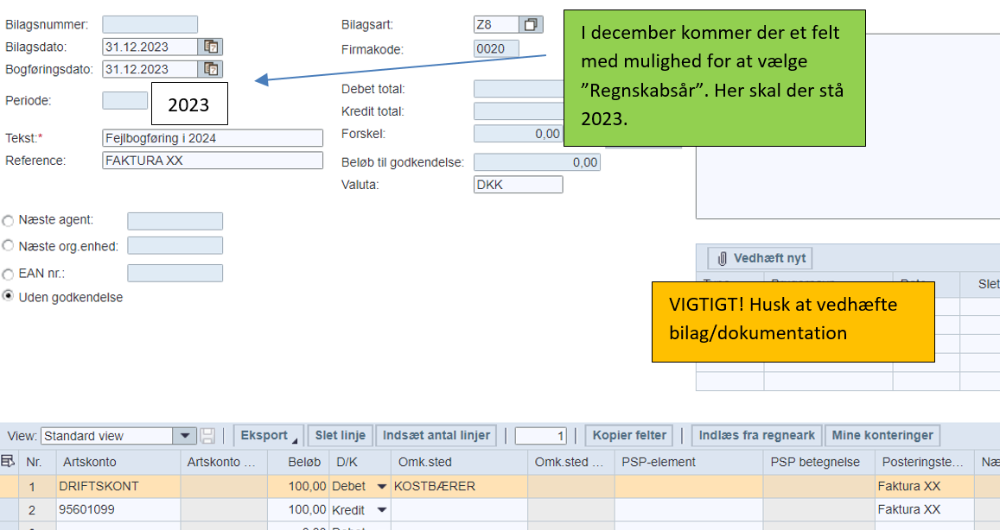 Bilagsnummer:
Bilagsdato: 31.12.2023
Bogføringsdato: 31.12.2023
Periode: 2023
Tekst:* Fejlbogføring i 2024
Reference: FAKTURA XX
Bilagsart: Z8
Firmakode: 0020
Debet total:
Kredit total:
Forskel: 0,00
Beløb til godkendelse: 0,00
Valuta: DKK
I december kommer der et felt
med mulighed for at vælge
”Regnskabsår”. Her skal der stå
2023.
Næste agent:
Næste org.enhed:
EAN nr.:
Uden godkendelse
Vedhæft nyt
Slet
VIGTIGT! Husk at vedhæfte
bilag/dokumentation
View: Standard view Eksport Slet linje Indsæt antal linjer 1 Kopier felter Indlæs fra regneark Mine konteringer
Nr. Artskonto Artskonto ... Beløb D/K Omk.sted Omk.sted ... PSP-element PSP betegnelse Posteringste... Næ
1 DRIFTSKONT 100,00 Debet KOSTBÆRER Faktura XX
2 95601099 100,00 Kredit Faktura XX